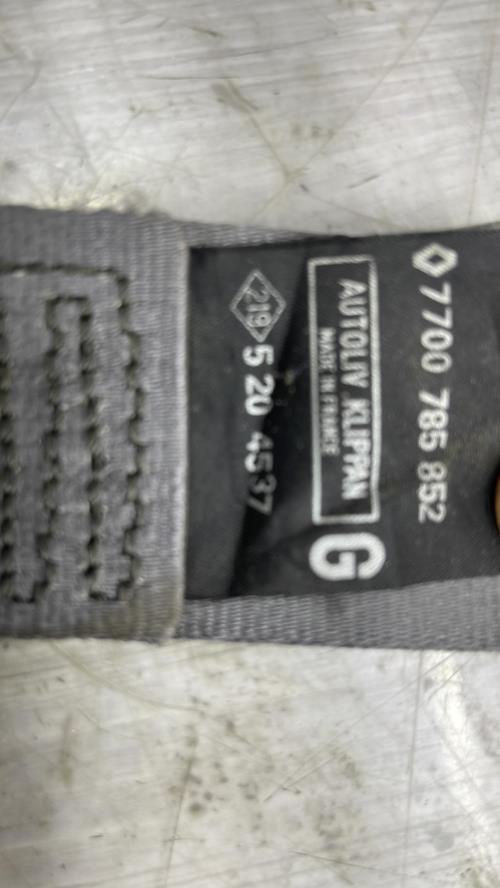 7700 785 852
AUTOLIV KLIPPAN
MADE IN FRANCE
G
219
5 20 4537